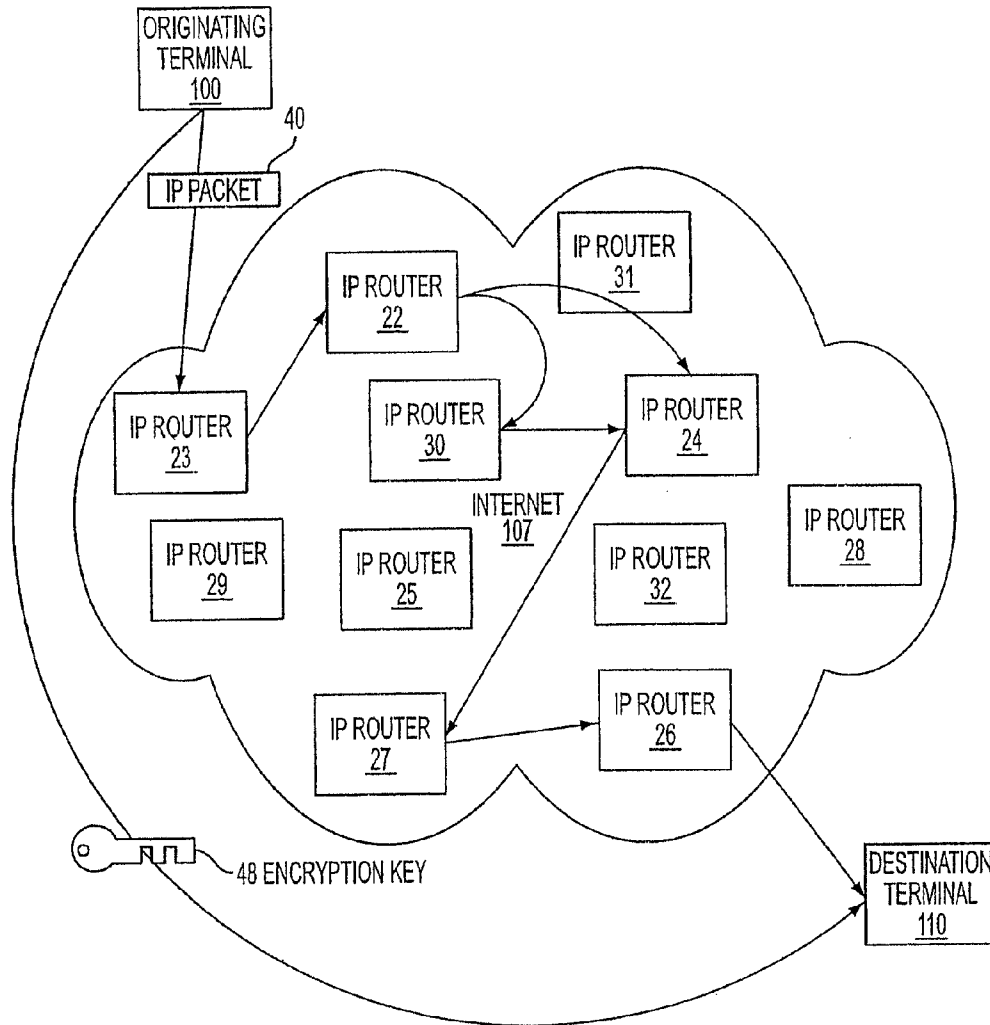 ORIGINATING
TERMINAL
100
40
IP PACKET
IP ROUTER
31
IP ROUTER
22
IP ROUTER
23
IP ROUTER
30
IP ROUTER
24
INTERNET
107
IP ROUTER
29
IP ROUTER
25
IP ROUTER
32
IP ROUTER
28
IP ROUTER
27
IP ROUTER
26
48 ENCRYPTION KEY
DESTINATION
TERMINAL
110